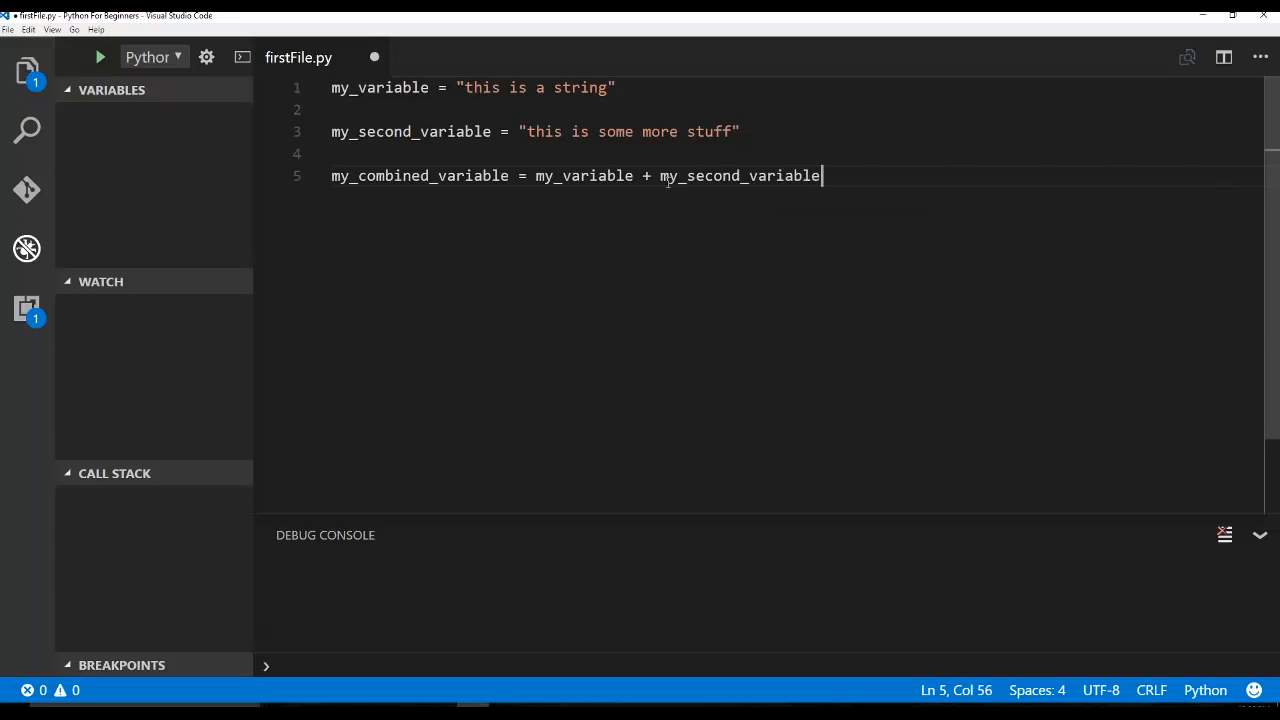 firstFile.py - Python For Beginners - Visual Studio Code
File Edit View Go Help
Python
firstFile.py
VARIABLES
WATCH
CALL STACK
BREAKPOINTS
1
1
1 my_variable = "this is a string"
2
3 my_second_variable = "this is some more stuff"
4
5 my_combined_variable = my_variable + my_second_variable
DEBUG CONSOLE
0 0
Ln 5, Col 56 Spaces: 4 UTF-8 CRLF Python